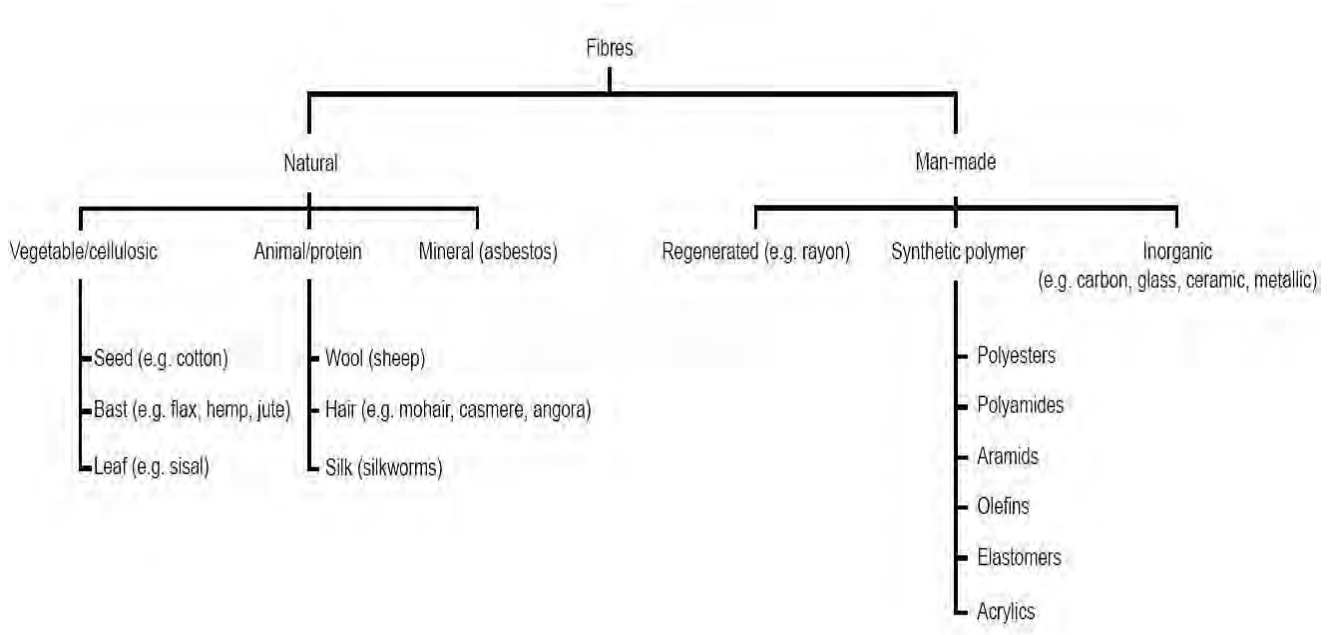 Fibres
Natural
Man-made
Vegetable/cellusosic
Animal/protein
Mineral (asbestos)
Regenerated (e.g. rayon)
Synthetic polymer
Inorganic
(e.g. carbon, glass, ceramic, metallic)
Seed (e.g. cotton)
Bast (e.g. flax, hemp, jute)
Leaf (e.g. sisal)
Wool (sheep)
Hair (e.g. mohair, casmere, angora)
Silk (silkworms)
Polyesters
Polyamides
Aramids
Olefins
Elastomers
Acrylics